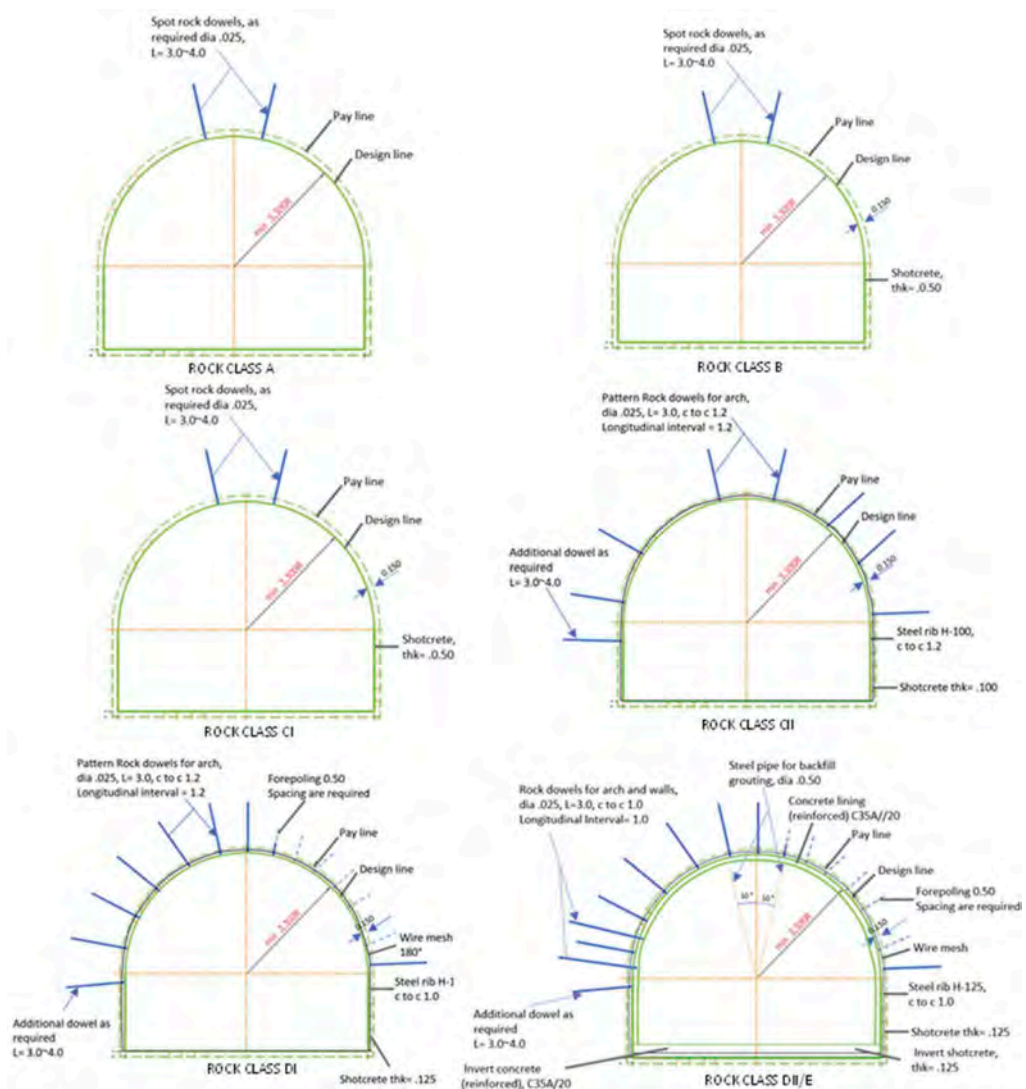 Spot rock dowels, as
required dia .025,
L= 3.0~4.0
Pay line
Design line
ROCK CLASS A
Spot rock dowels, as
required dia .025,
L= 3.0~4.0
Pay line
Design line
0.150
Shotcrete,
thk= .0.50
ROCK CLASS B
Spot rock dowels, as
required dia .025,
L= 3.0~4.0
Pay line
Design line
0.150
Shotcrete,
thk= .0.50
ROCK CLASS CI
Pattern Rock dowels for arch,
dia .025, L= 3.0, c to c 1.2
Longitudinal interval = 1.2
Pay line
Design line
0.150
Additional dowel as
required
L= 3.0~4.0
Steel rib H-100,
c to c 1.2
Shotcrete thk= .100
ROCK CLASS CII
Pattern Rock dowels for arch,
dia .025, L= 3.0, c to c 1.2
Longitudinal interval = 1.2
Forepoling 0.50
Spacing are required
Pay line
Design line
0.150
Wire mesh
180°
Steel rib H-1
c to c 1.0
Additional dowel as
required
L= 3.0~4.0
Shotcrete thk= .125
ROCK CLASS DI
Steel pipe for backfill
grouting, dia 0.50
Rock dowels for arch and walls,
dia .025, L=3.0, c to c 1.0
Longitudinal Interval= 1.0
Concrete lining
(reinforced) C35A//20
Pay line
Design line
Forepoling 0.50
Spacing are required
0.150
Wire mesh
Steel rib H-125,
c to c 1.0
Additional dowel as
required
L= 3.0~4.0
Shotcrete thk= .125
Invert concrete
(reinforced), C35A/20
Invert shotcrete,
thk= .125
ROCK CLASS DII/E